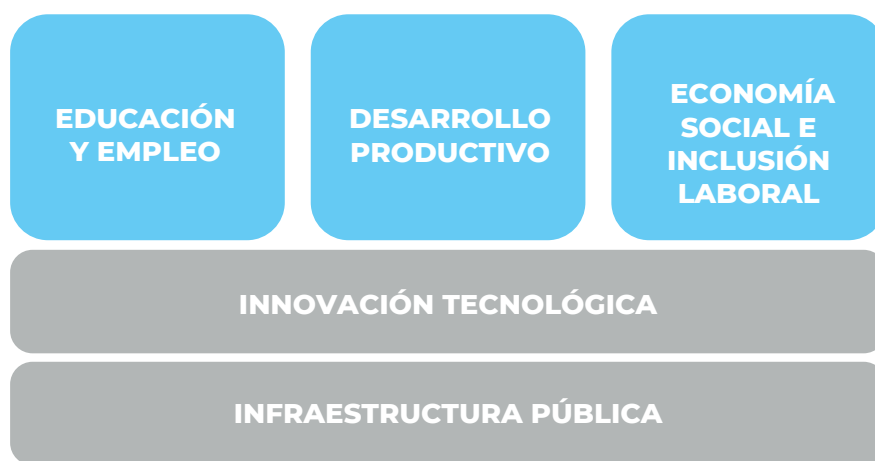 EDUCACIÓN
Y EMPLEO
DESARROLLO
PRODUCTIVO
ECONOMÍA
SOCIAL E
INCLUSIÓN
LABORAL
INNOVACIÓN TECNOLÓGICA
INFRAESTRUCTURA PÚBLICA